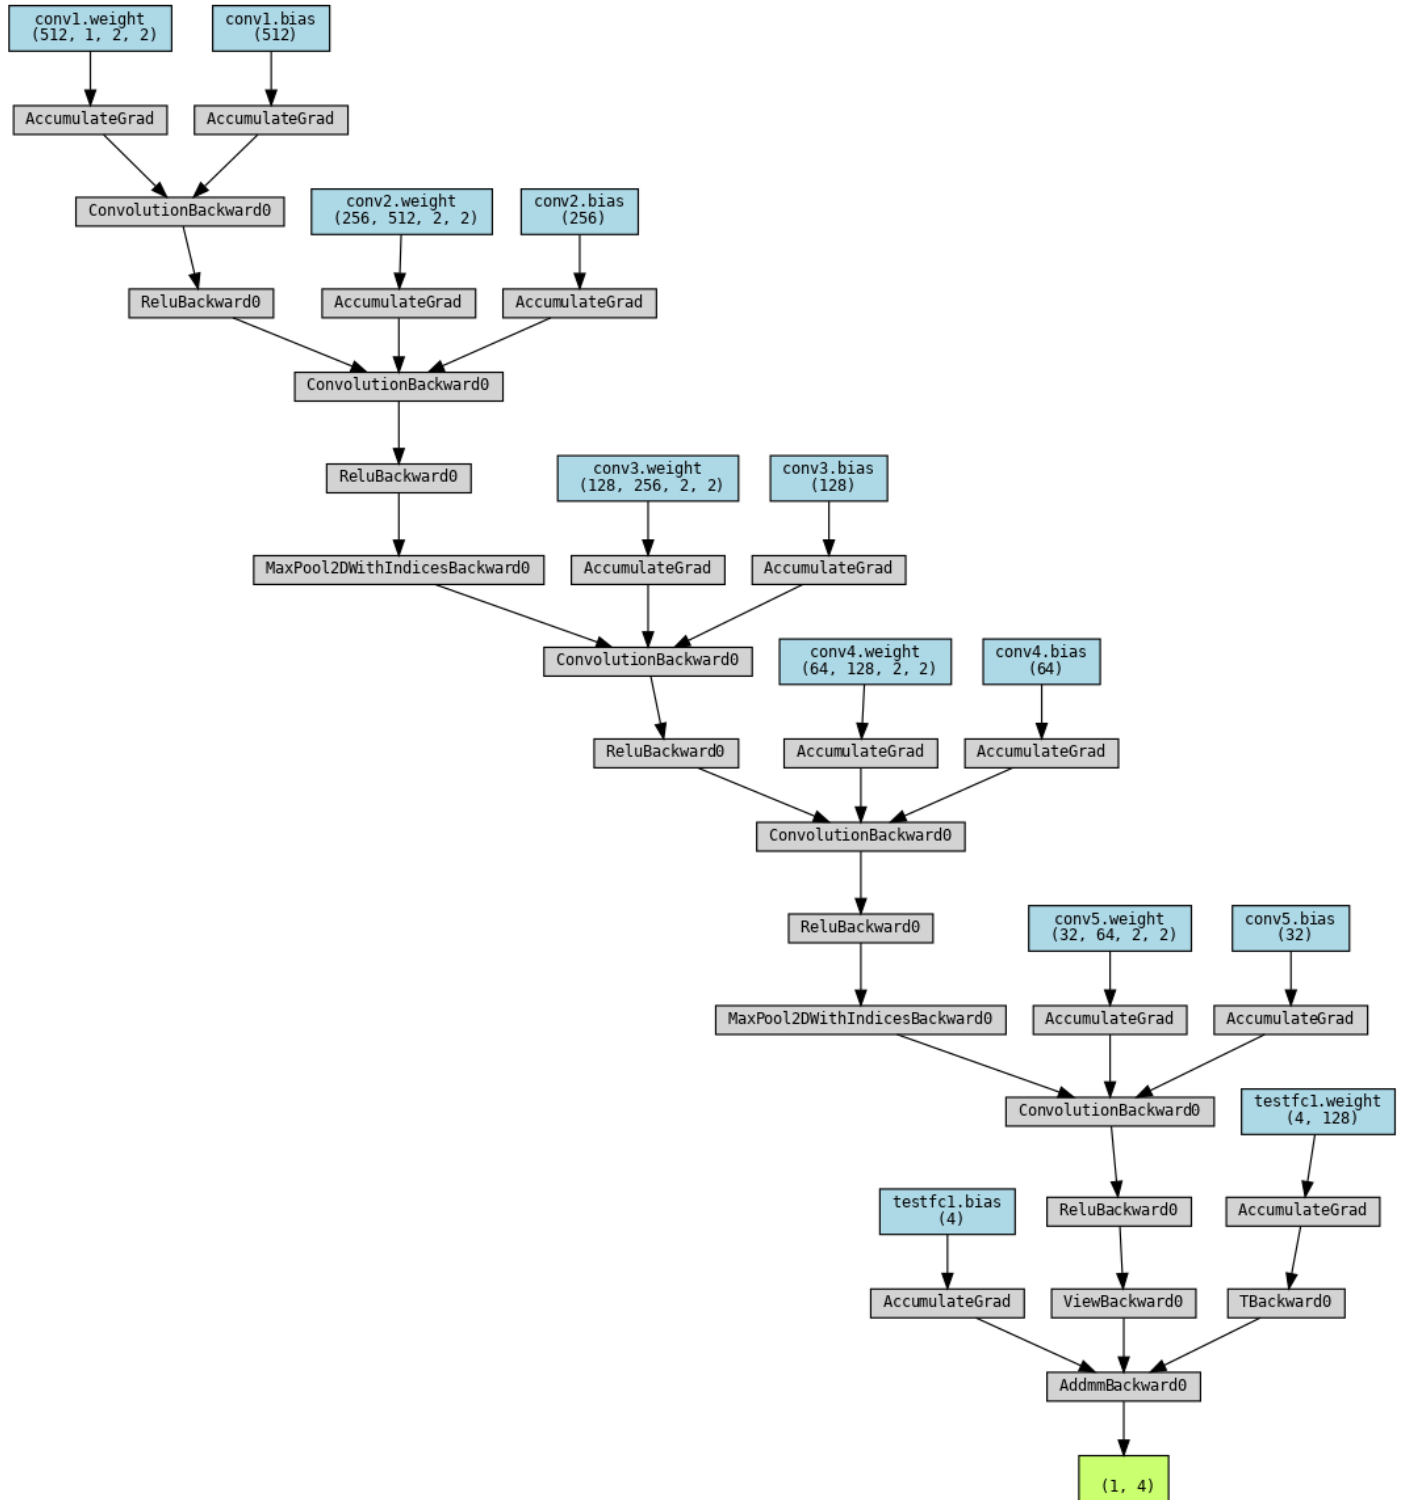 conv1.weight
(512, 1, 2, 2)
conv1.bias
(512)
AccumulateGrad
AccumulateGrad
ConvolutionBackward0
conv2.weight
(256, 512, 2, 2)
conv2.bias
(256)
ReluBackward0
AccumulateGrad
AccumulateGrad
ConvolutionBackward0
ReluBackward0
conv3.weight
(128, 256, 2, 2)
conv3.bias
(128)
MaxPool2DWithIndicesBackward0
AccumulateGrad
AccumulateGrad
ConvolutionBackward0
conv4.weight
(64, 128, 2, 2)
conv4.bias
(64)
ReluBackward0
AccumulateGrad
AccumulateGrad
ConvolutionBackward0
ReluBackward0
conv5.weight
(32, 64, 2, 2)
conv5.bias
(32)
MaxPool2DWithIndicesBackward0
AccumulateGrad
AccumulateGrad
ConvolutionBackward0
testfc1.weight
(4, 128)
testfc1.bias
(4)
ReluBackward0
AccumulateGrad
AccumulateGrad
ViewBackward0
TBackward0
AddmmBackward0
(1, 4)